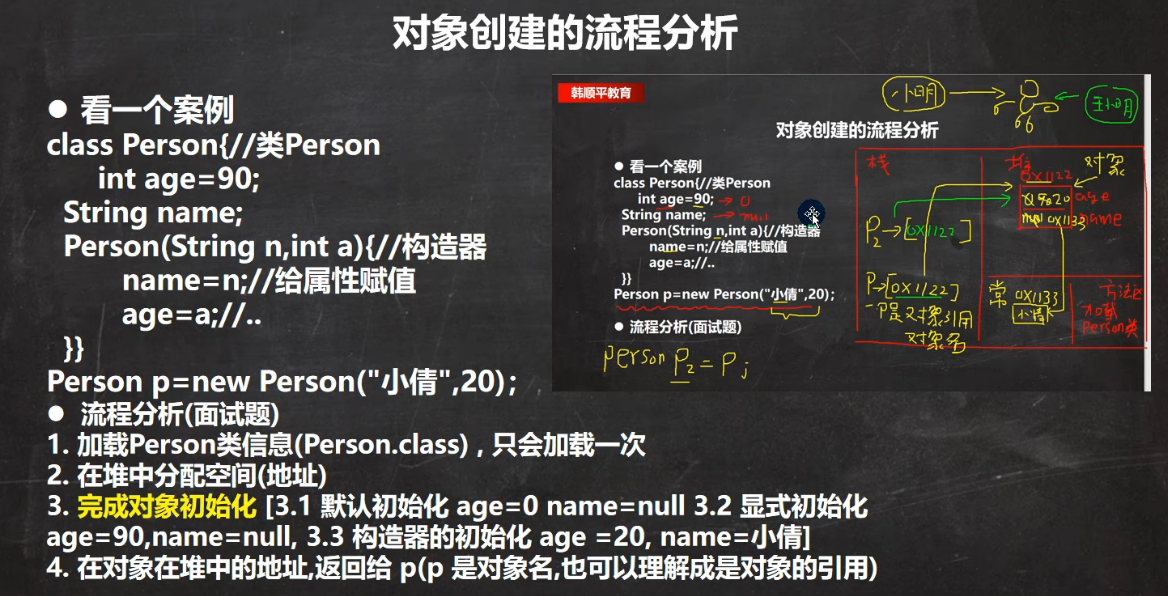 对象创建的流程分析
● 看一个案例
class Person{//类Person
int age=90;
String name;
Person(String n,int a){//构造器
name=n;//给属性赋值
age=a;//..
}}
Person p=new Person("小倩",20);
● 流程分析(面试题)
1. 加载Person类信息(Person.class) , 只会加载一次
2. 在堆中分配空间(地址)
3. 完成对象初始化 [3.1 默认初始化 age=0 name=null 3.2 显式初始化
age=90,name=null, 3.3 构造器的初始化 age =20, name=小倩]
4. 在对象在堆中的地址,返回给 p(p 是对象名,也可以理解成是对象的引用)
韩顺平教育
小明
王小明
对象创建的流程分析
● 看一个案例
class Person{//类Person
int age=90; → 0
String name; → null
Person(String n,int a){//构造器
name=n;//给属性赋值
age=a;//..
}}
Person p=new Person("小倩",20);
● 流程分析(面试题)
Person P2 = P;
栈
堆
对象
0x1122
20 age
null 0x1133 name
P2→[0x1122]
P→[0x1122]
P是对象引用
对象名
常
0x1133
小倩
方法区
加载
Person类